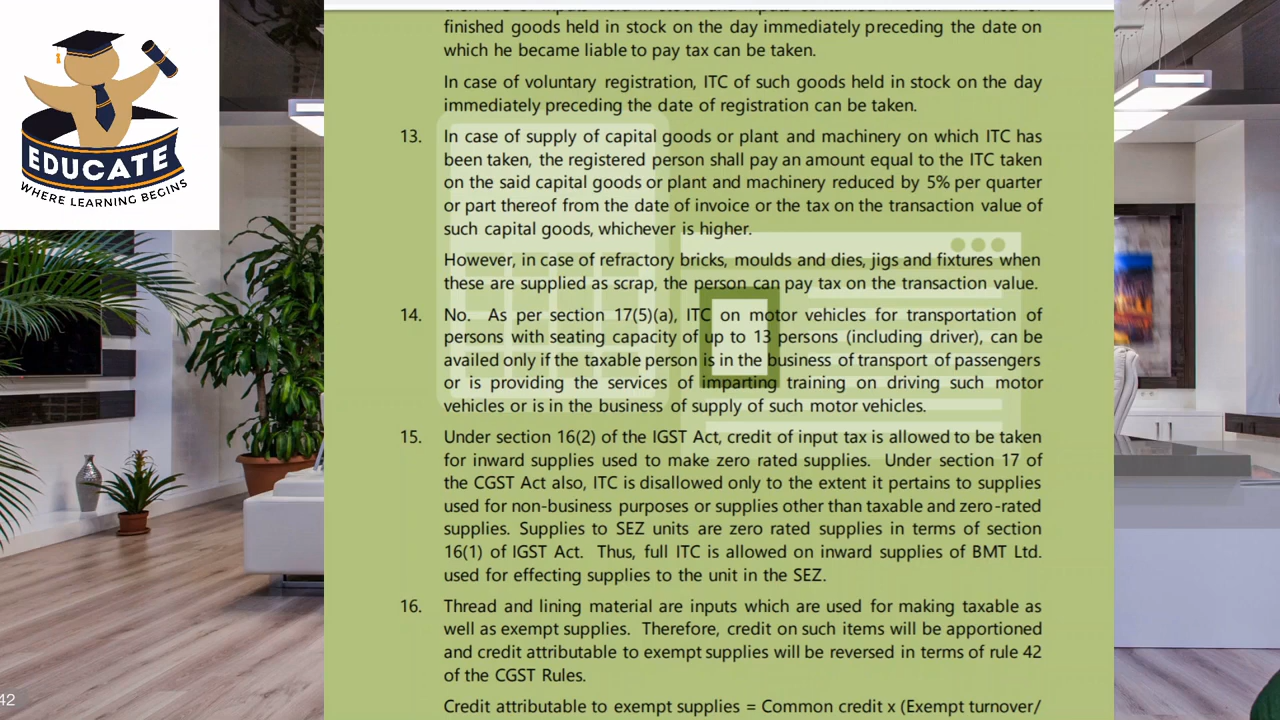 EDUCATE
WHERE LEARNING BEGINS
finished goods held in stock on the day immediately preceding the date on
which he became liable to pay tax can be taken.
In case of voluntary registration, ITC of such goods held in stock on the day
immediately preceding the date of registration can be taken.
13. In case of supply of capital goods or plant and machinery on which ITC has
been taken, the registered person shall pay an amount equal to the ITC taken
on the said capital goods or plant and machinery reduced by 5% per quarter
or part thereof from the date of invoice or the tax on the transaction value of
such capital goods, whichever is higher.
However, in case of refractory bricks, moulds and dies, jigs and fixtures when
these are supplied as scrap, the person can pay tax on the transaction value.
14. No. As per section 17(5)(a), ITC on motor vehicles for transportation of
persons with seating capacity of up to 13 persons (including driver), can be
availed only if the taxable person is in the business of transport of passengers
or is providing the services of imparting training on driving such motor
vehicles or is in the business of supply of such motor vehicles.
15. Under section 16(2) of the IGST Act, credit of input tax is allowed to be taken
for inward supplies used to make zero rated supplies. Under section 17 of
the CGST Act also, ITC is disallowed only to the extent it pertains to supplies
used for non-business purposes or supplies other than taxable and zero-rated
supplies. Supplies to SEZ units are zero rated supplies in terms of section
16(1) of IGST Act. Thus, full ITC is allowed on inward supplies of BMT Ltd.
used for effecting supplies to the unit in the SEZ.
16. Thread and lining material are inputs which are used for making taxable as
well as exempt supplies. Therefore, credit on such items will be apportioned
and credit attributable to exempt supplies will be reversed in terms of rule 42
of the CGST Rules.
Credit attributable to exempt supplies = Common credit x (Exempt turnover/
42